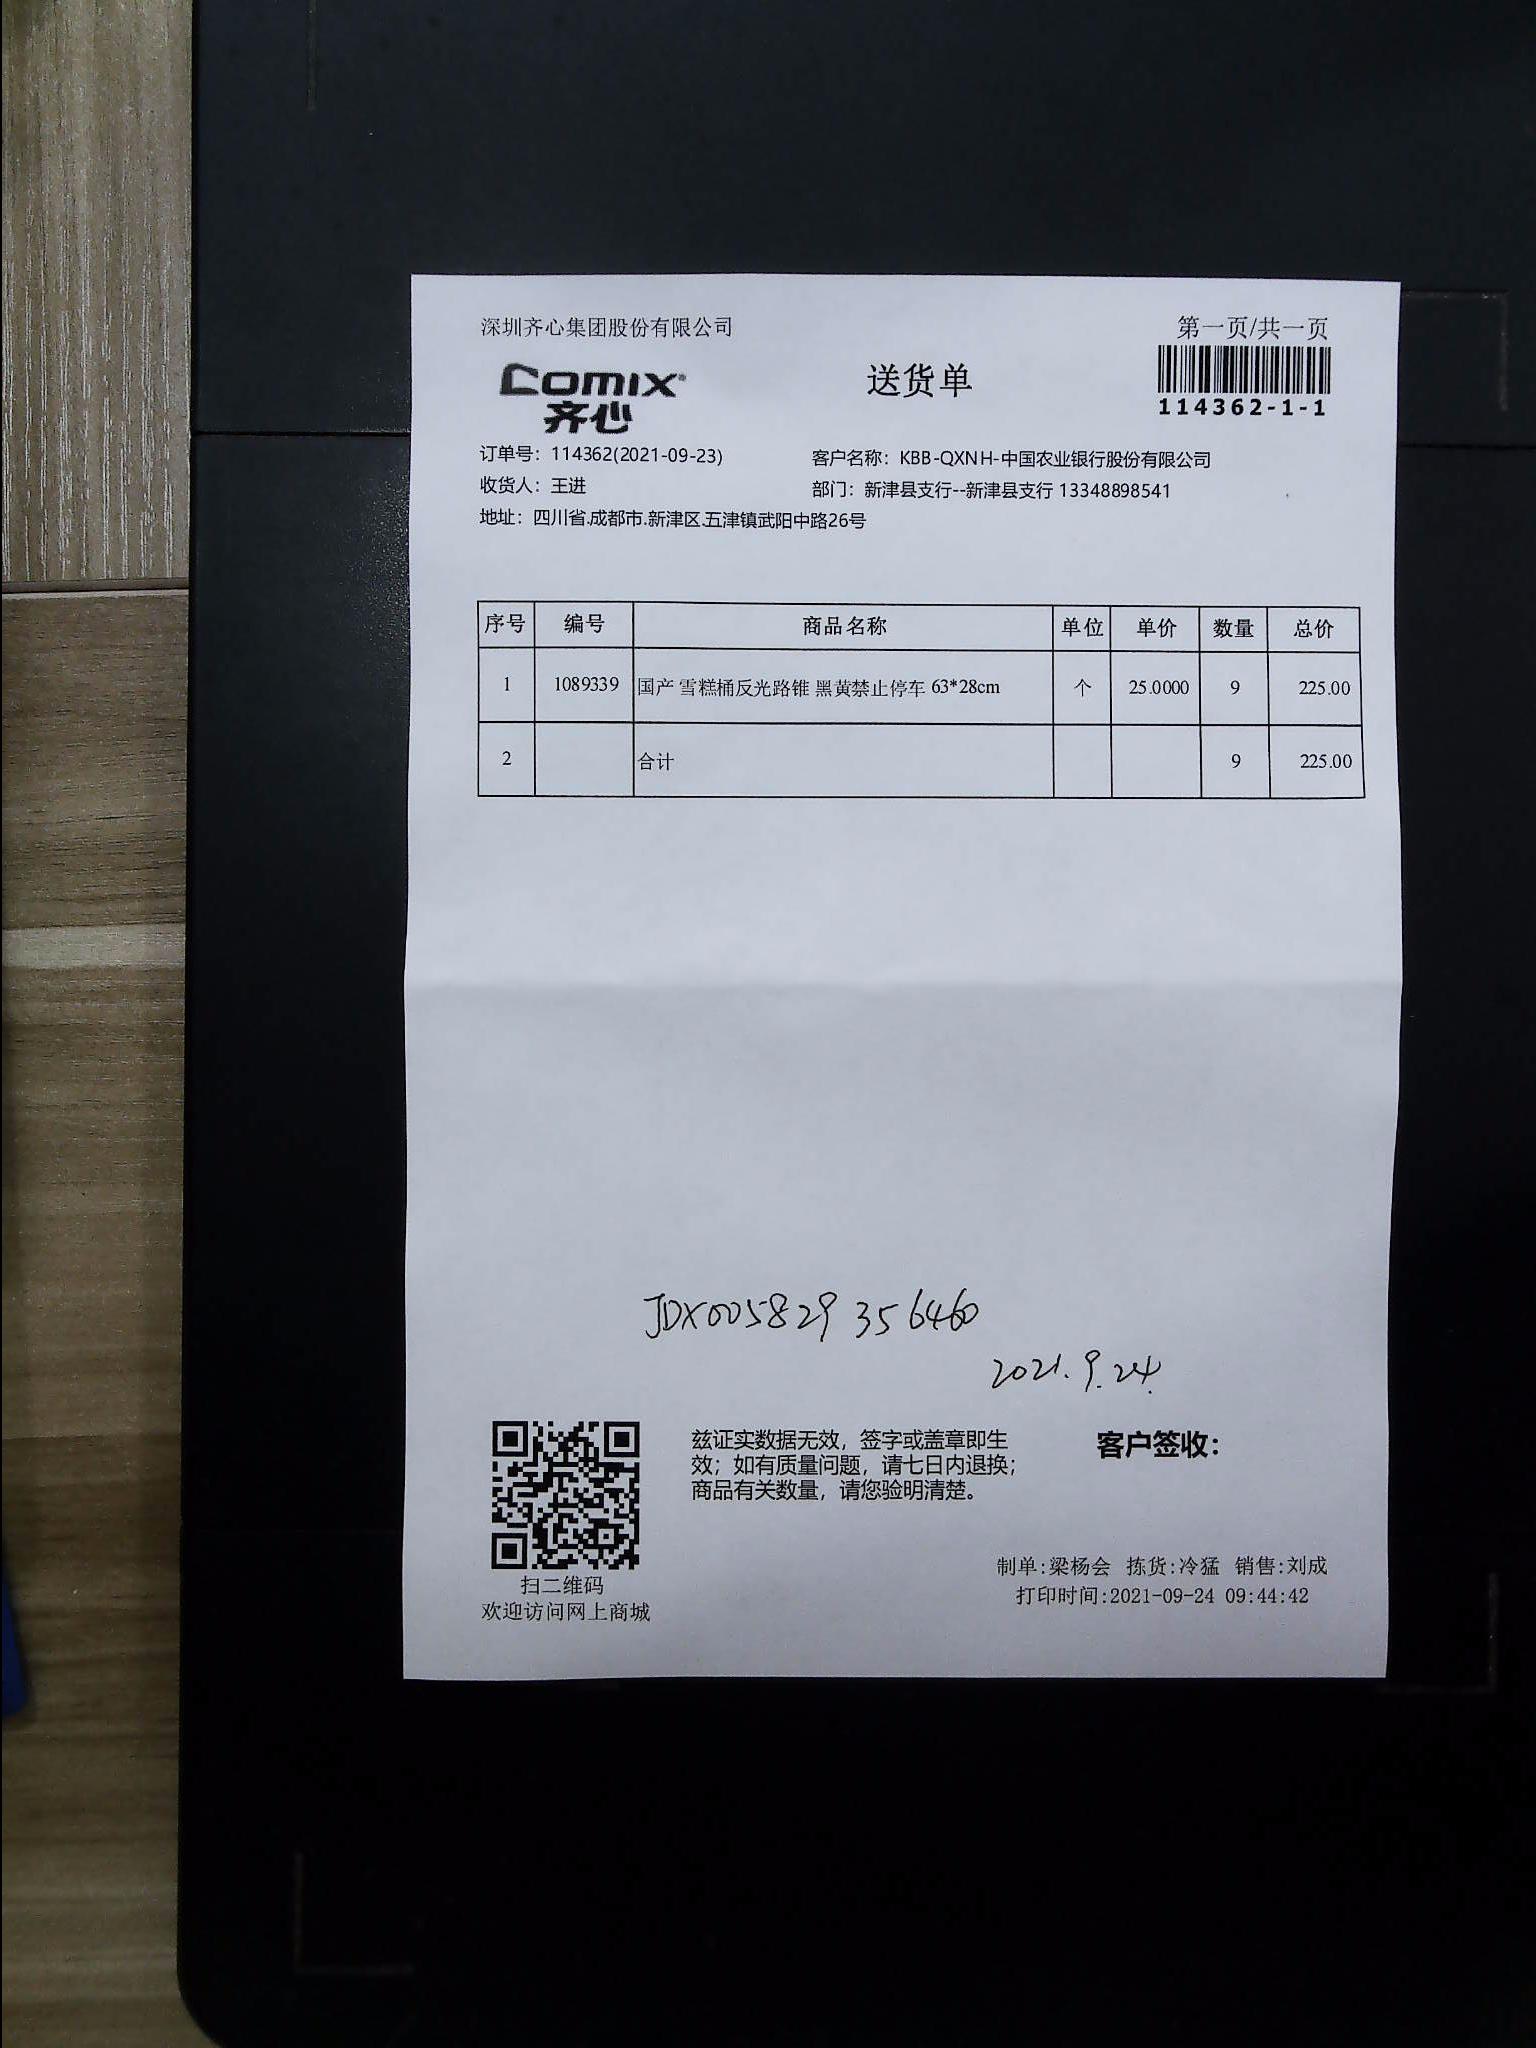 深圳齐心集团股份有限公司
第一页/共一页
Comix
齐心
送货单
114362-1-1
订单号：114362(2021-09-23)
客户名称：KBB-QXNH-中国农业银行股份有限公司
收货人：王进
部门：新津县支行--新津县支行 13348898541
地址：四川省.成都市.新津区.五津镇武阳中路26号
序号 编号 商品名称 单位 单价 数量 总价
1 1089339 国产 雪糕桶反光路锥 黑黄禁止停车 63*28cm 个 25.0000 9 225.00
2 合计 9 225.00
JDX005829356460
2021.9.24.
兹证实数据无效，签字或盖章即生
效；如有质量问题，请七日内退换；
商品有关数量，请您验明清楚。
客户签收：
扫二维码
欢迎访问网上商城
制单:梁杨会 拣货:冷猛 销售:刘成
打印时间:2021-09-24 09:44:42